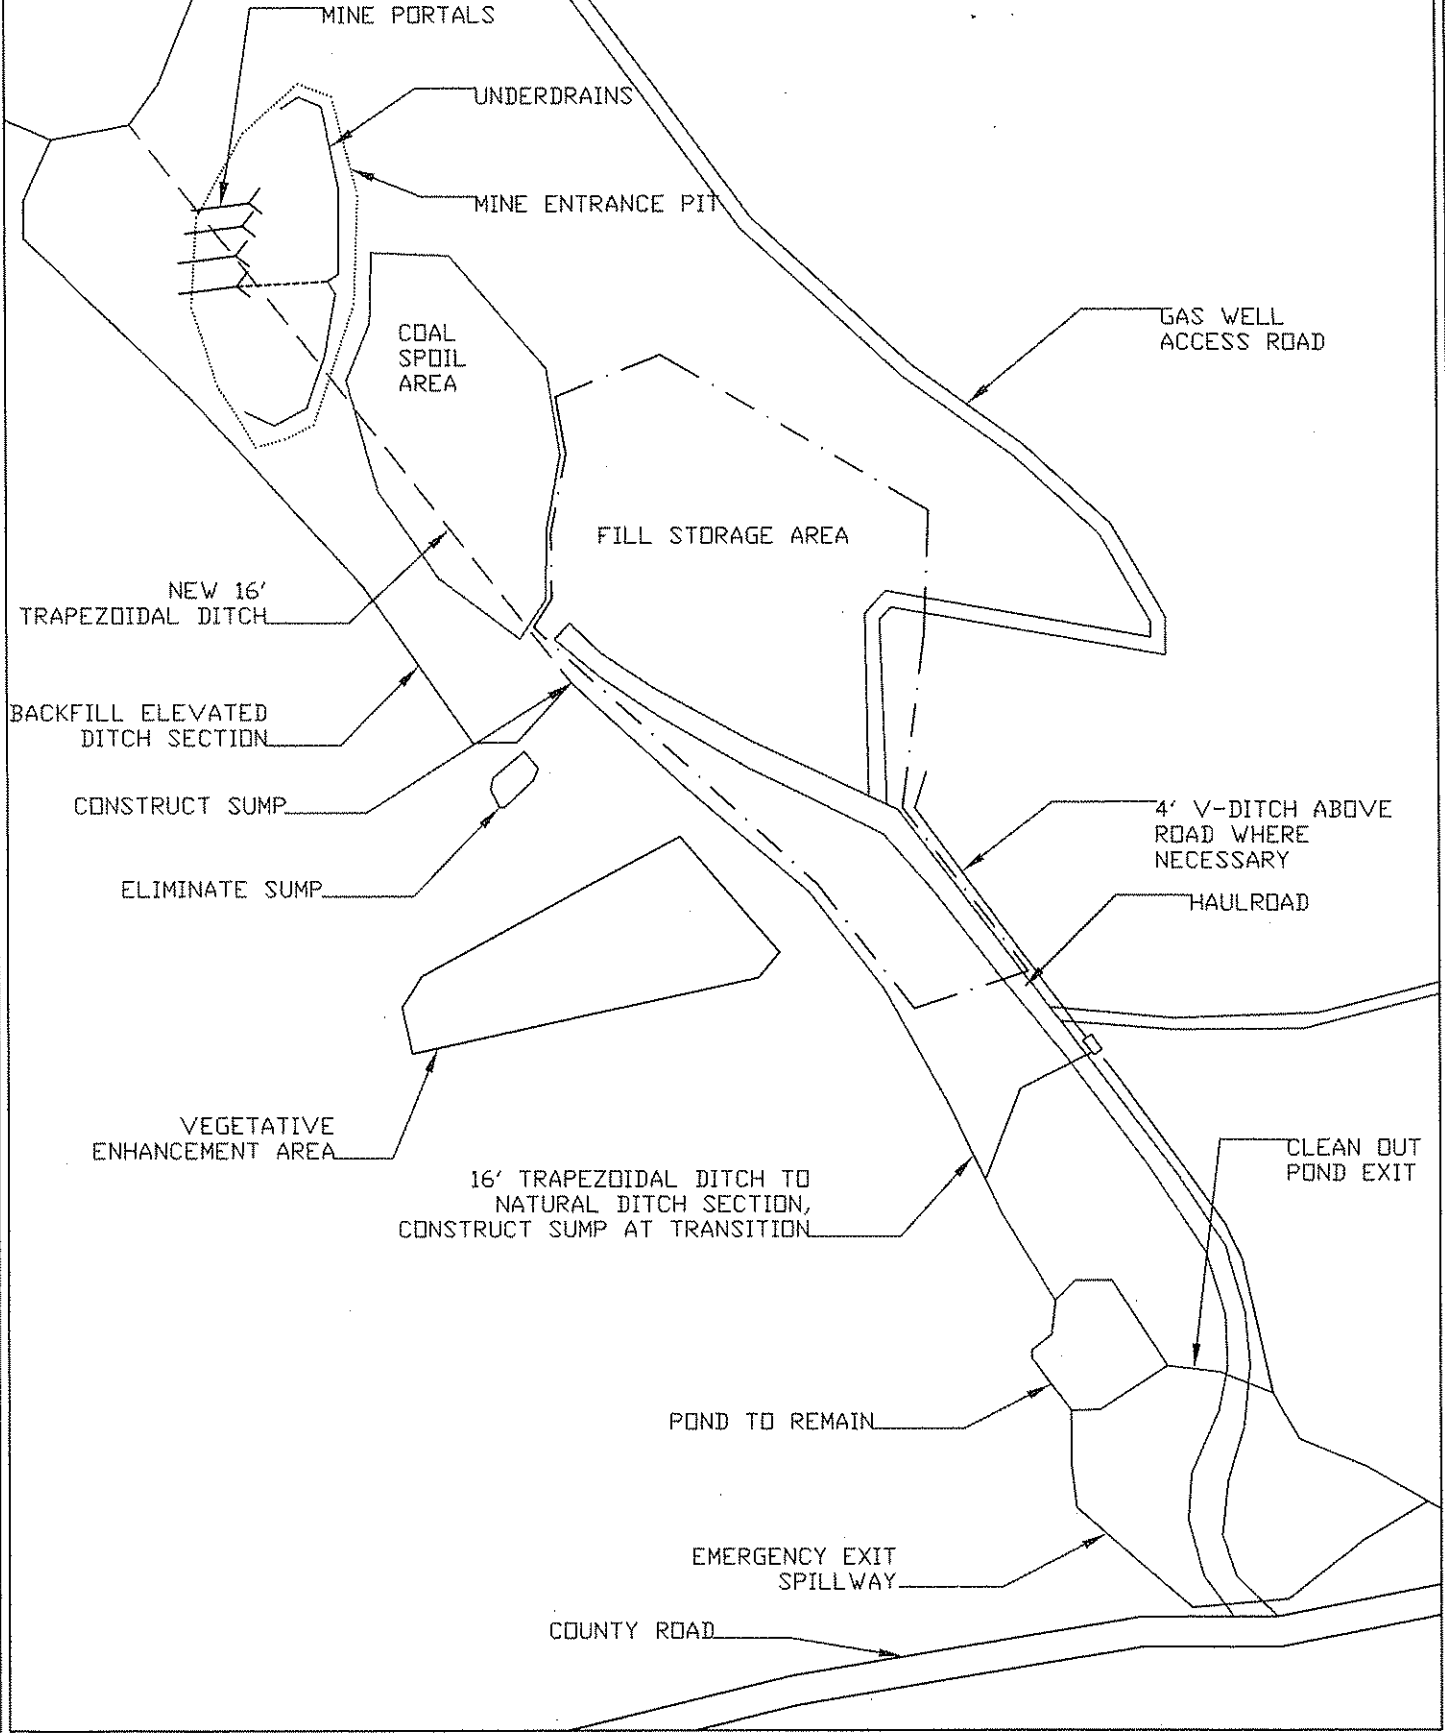 MINE PORTALS
UNDERDRAINS
MINE ENTRANCE PIT
GAS WELL
ACCESS ROAD
COAL
SPOIL
AREA
FILL STORAGE AREA
NEW 16'
TRAPEZOIDAL DITCH
BACKFILL ELEVATED
DITCH SECTION
CONSTRUCT SUMP
4' V-DITCH ABOVE
ROAD WHERE
NECESSARY
ELIMINATE SUMP
HAULROAD
VEGETATIVE
ENHANCEMENT AREA
CLEAN OUT
POND EXIT
16' TRAPEZOIDAL DITCH TO
NATURAL DITCH SECTION,
CONSTRUCT SUMP AT TRANSITION
POND TO REMAIN
EMERGENCY EXIT
SPILLWAY
COUNTY ROAD